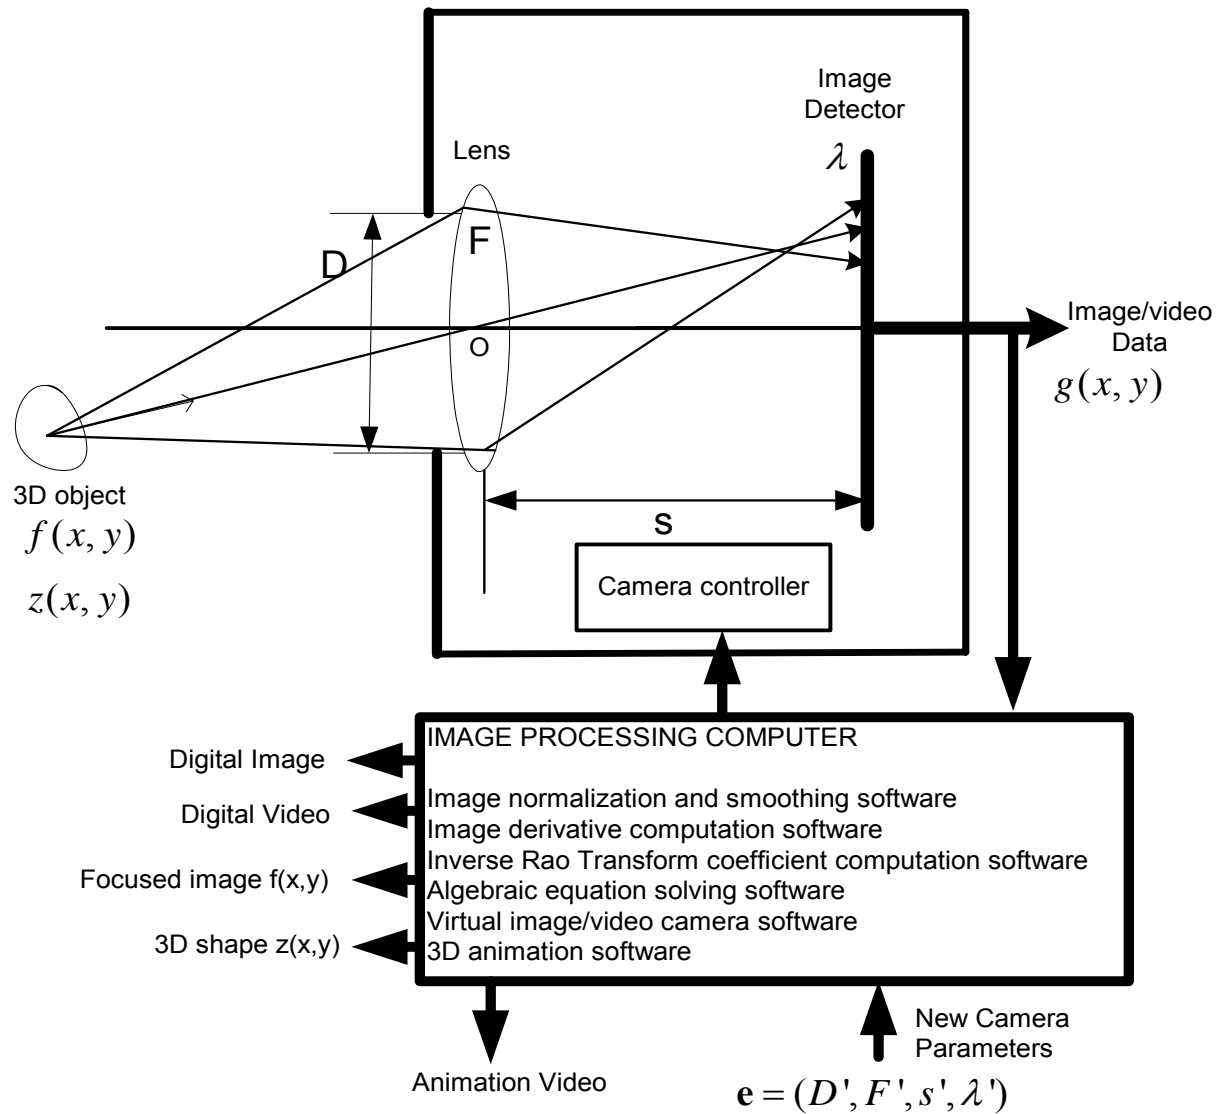 Image
Detector
λ
Lens
F
D
O
Image/video
Data
g(x, y)
3D object
f(x, y)
z(x, y)
s
Camera controller
IMAGE PROCESSING COMPUTER
Image normalization and smoothing software
Image derivative computation software
Inverse Rao Transform coefficient computation software
Algebraic equation solving software
Virtual image/video camera software
3D animation software
Digital Image
Digital Video
Focused image f(x,y)
3D shape z(x,y)
Animation Video
New Camera
Parameters
e = (D', F', s', λ')